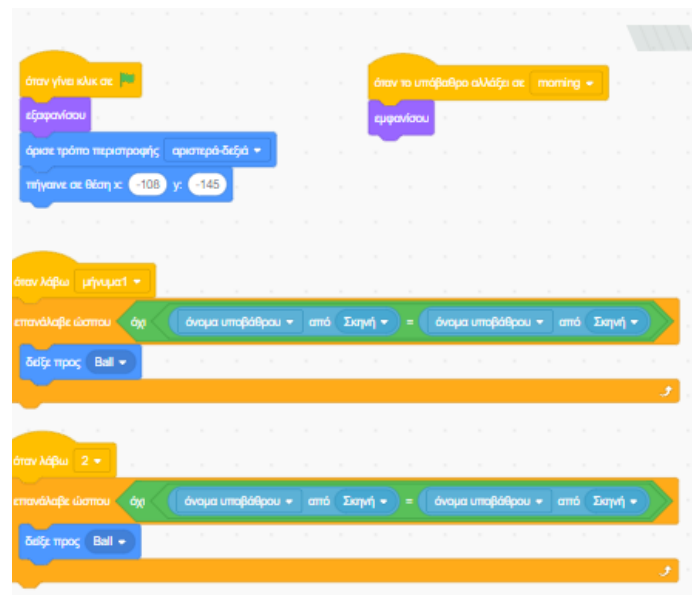 όταν γίνει κλικ σε
εξαφανίσου
όρισε τρόπο περιστροφής αριστερά-δεξιά
πήγαινε σε θέση x: -108 y: -145
όταν το υπόβαθρο αλλάξει σε morning
εμφανίσου
όταν λάβω μήνυμα1
επανάλαβε ώσπου όχι όνομα υποβάθρου από Σκηνή = όνομα υποβάθρου από Σκηνή
δείξε προς Ball
όταν λάβω 2
επανάλαβε ώσπου όχι όνομα υποβάθρου από Σκηνή = όνομα υποβάθρου από Σκηνή
δείξε προς Ball